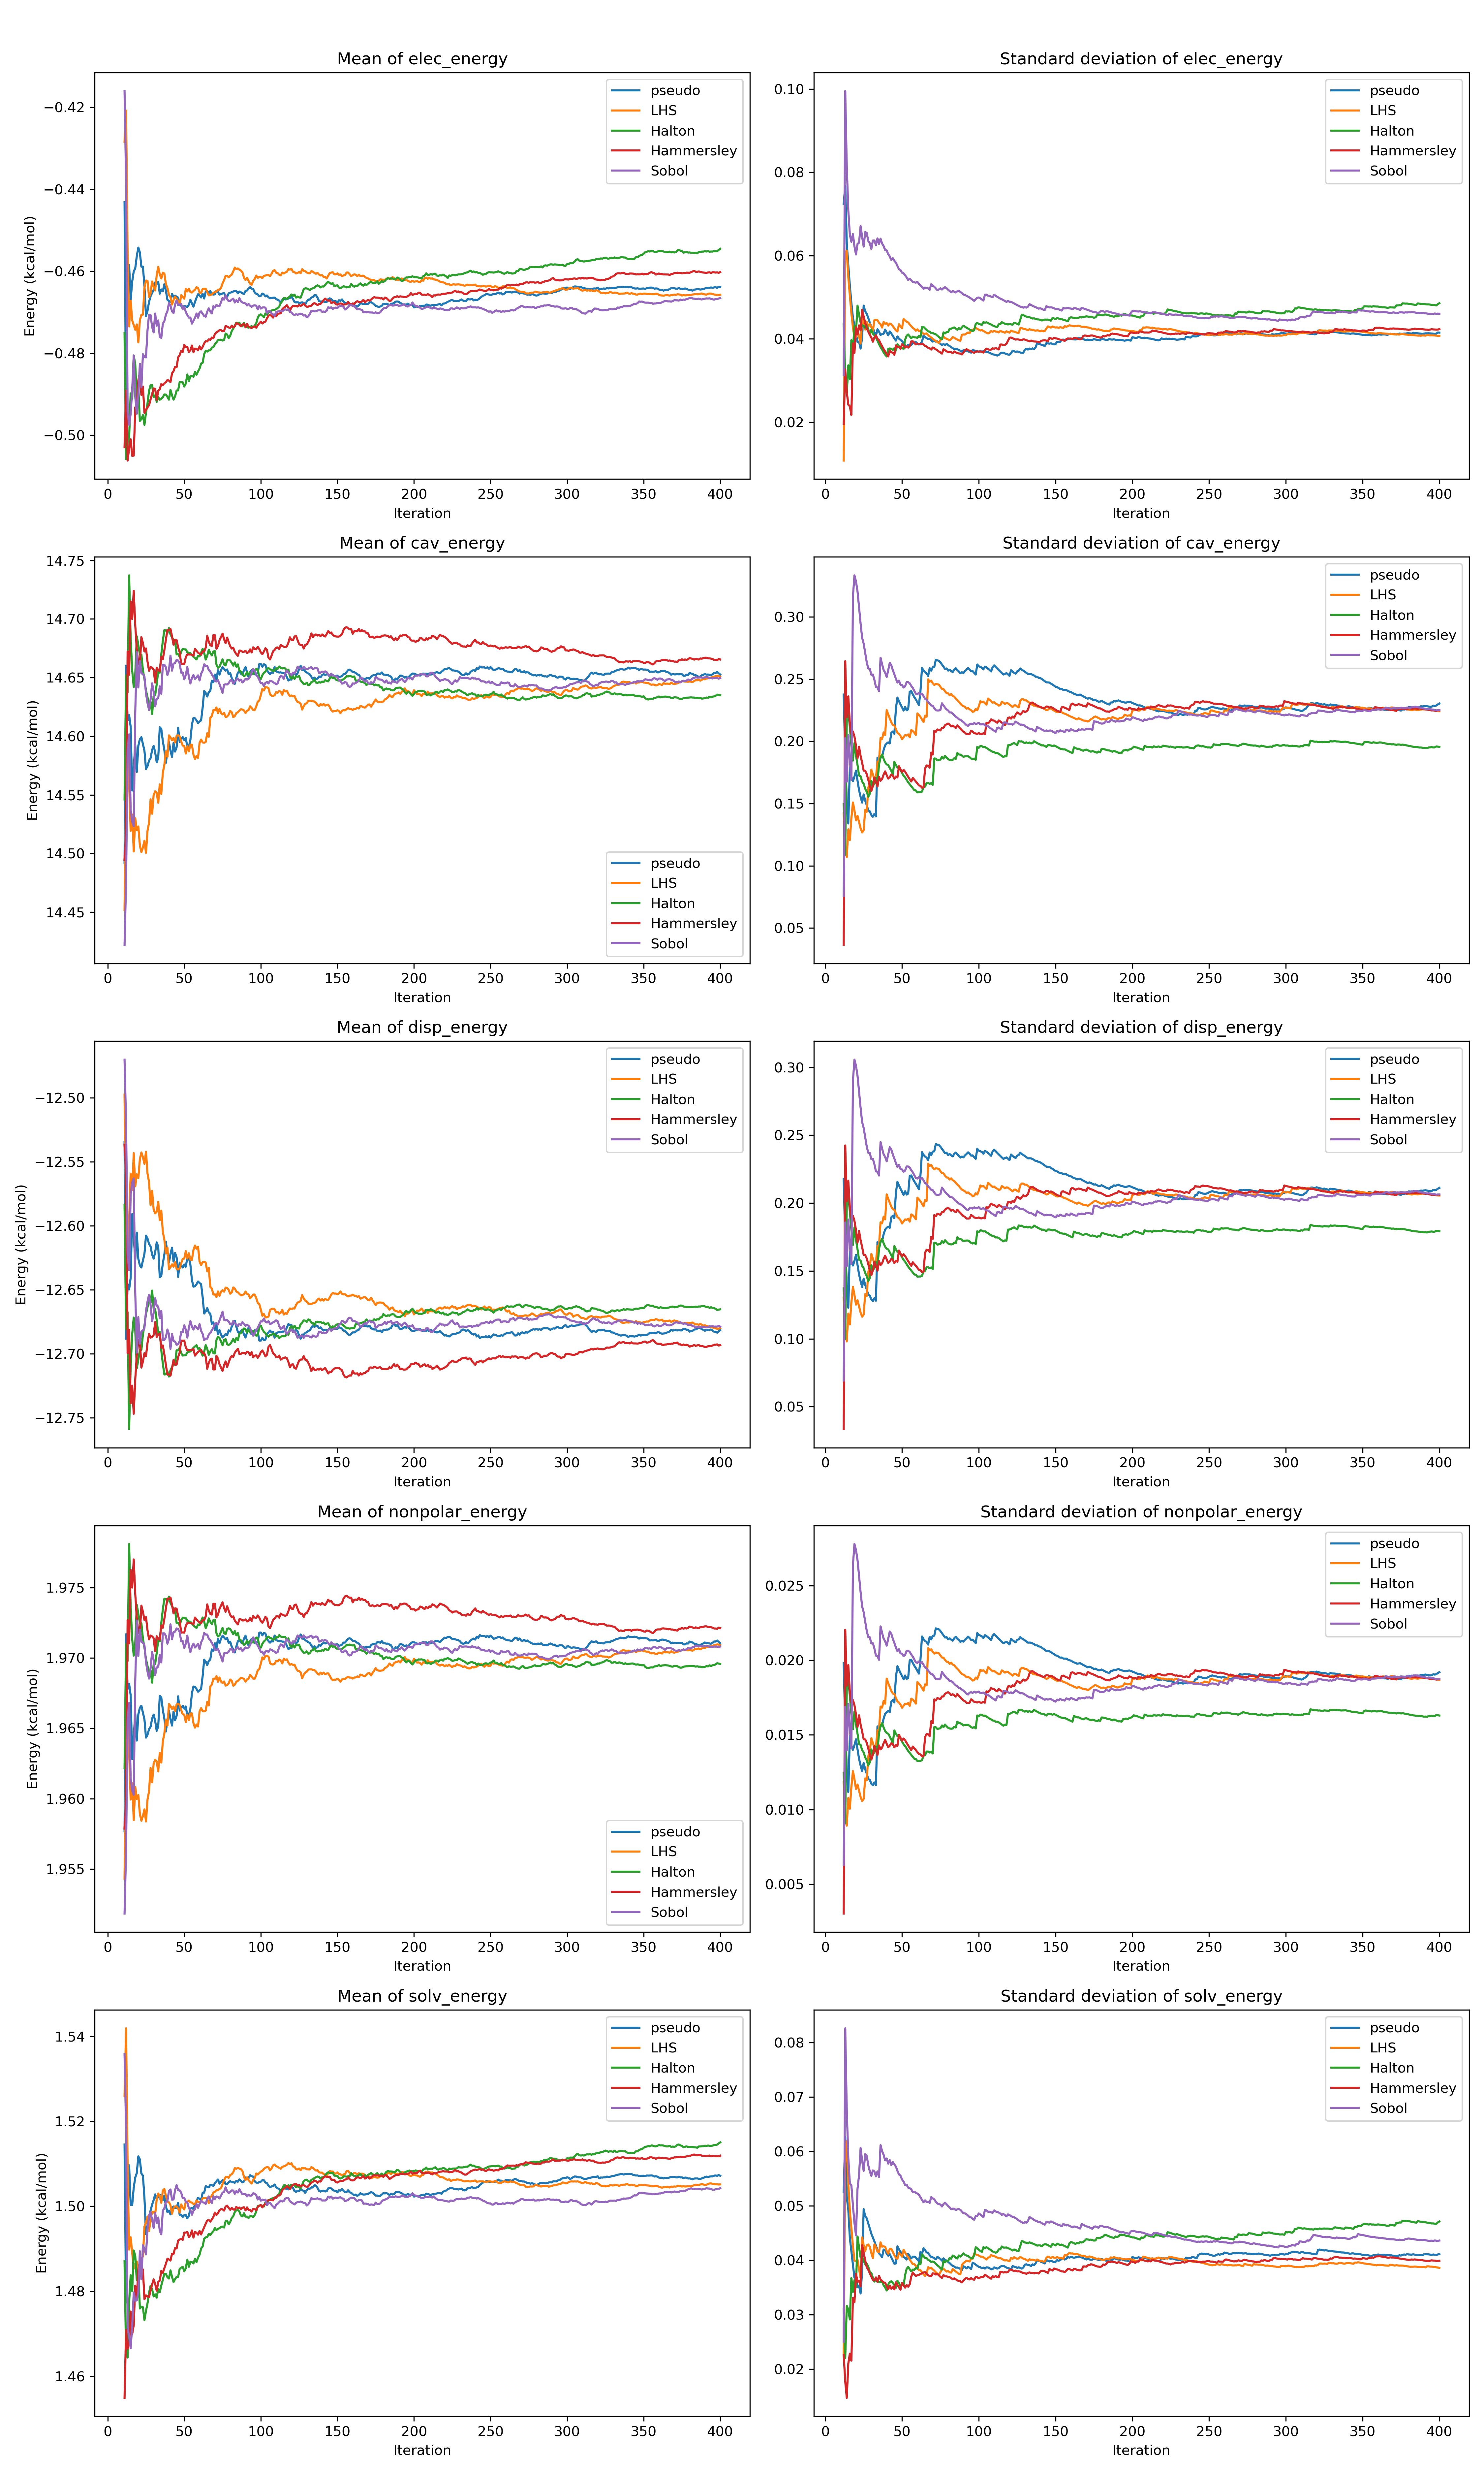 Mean of elec_energy
Energy (kcal/mol)
−0.42
−0.44
−0.46
−0.48
−0.50
pseudo
LHS
Halton
Hammersley
Sobol
0 50 100 150 200 250 300 350 400
Iteration
Standard deviation of elec_energy
0.10
0.08
0.06
0.04
0.02
pseudo
LHS
Halton
Hammersley
Sobol
0 50 100 150 200 250 300 350 400
Iteration
Mean of cav_energy
Energy (kcal/mol)
14.75
14.70
14.65
14.60
14.55
14.50
14.45
pseudo
LHS
Halton
Hammersley
Sobol
0 50 100 150 200 250 300 350 400
Iteration
Standard deviation of cav_energy
0.30
0.25
0.20
0.15
0.10
0.05
pseudo
LHS
Halton
Hammersley
Sobol
0 50 100 150 200 250 300 350 400
Iteration
Mean of disp_energy
Energy (kcal/mol)
−12.50
−12.55
−12.60
−12.65
−12.70
−12.75
pseudo
LHS
Halton
Hammersley
Sobol
0 50 100 150 200 250 300 350 400
Iteration
Standard deviation of disp_energy
0.30
0.25
0.20
0.15
0.10
0.05
pseudo
LHS
Halton
Hammersley
Sobol
0 50 100 150 200 250 300 350 400
Iteration
Mean of nonpolar_energy
Energy (kcal/mol)
1.975
1.970
1.965
1.960
1.955
pseudo
LHS
Halton
Hammersley
Sobol
0 50 100 150 200 250 300 350 400
Iteration
Standard deviation of nonpolar_energy
0.025
0.020
0.015
0.010
0.005
pseudo
LHS
Halton
Hammersley
Sobol
0 50 100 150 200 250 300 350 400
Iteration
Mean of solv_energy
Energy (kcal/mol)
1.54
1.52
1.50
1.48
1.46
pseudo
LHS
Halton
Hammersley
Sobol
0 50 100 150 200 250 300 350 400
Iteration
Standard deviation of solv_energy
0.08
0.07
0.06
0.05
0.04
0.03
0.02
pseudo
LHS
Halton
Hammersley
Sobol
0 50 100 150 200 250 300 350 400
Iteration